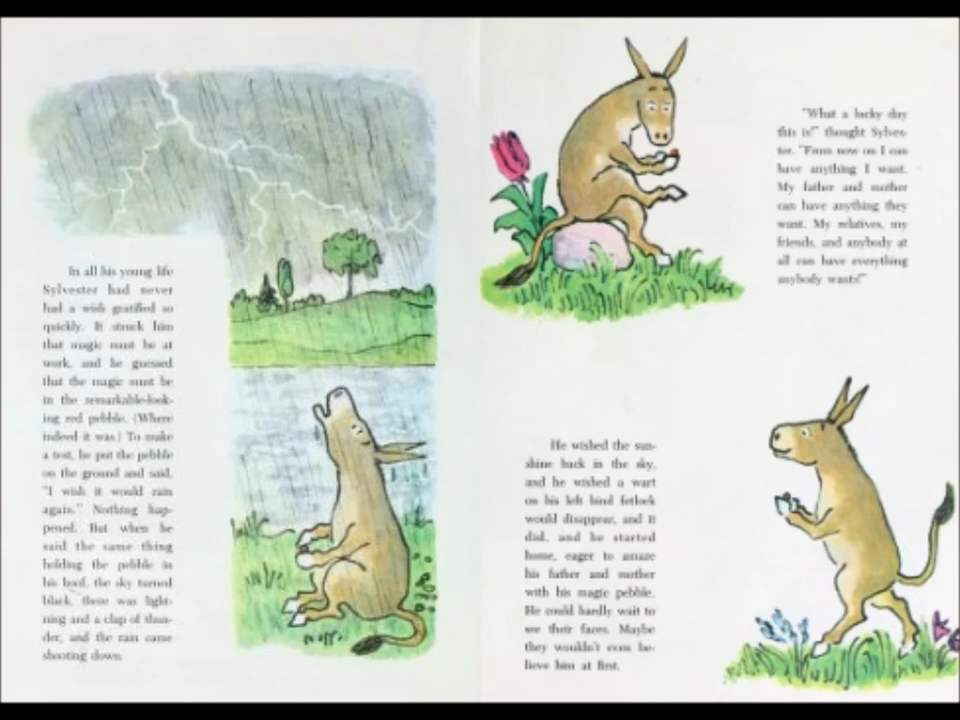 In all his young life
Sylvester had never
had a wish gratified so
quickly. It struck him
that magic must be at
work, and he guessed
that the magic must be
in the remarkable-look-
ing red pebble. (Where
indeed it was.) To make
a test, he put the pebble
on the ground and said,
"I wish it would rain
again." Nothing hap-
pened. But when he
said the same thing
holding the pebble in
his hoof, the sky turned
black, there was light-
ning and a clap of thun-
der, and the rain came
shooting down.
"What a lucky day
this is!" thought Sylves-
ter. "From now on I can
have anything I want.
My father and mother
can have anything they
want. My relatives, my
friends, and anybody at
all can have everything
anybody wants!"
He wished the sun-
shine back in the sky,
and he wished a wart
on his left hind fetlock
would disappear, and it
did, and he started
home, eager to amaze
his father and mother
with his magic pebble.
He could hardly wait to
see their faces. Maybe
they wouldn't even be-
lieve him at first.